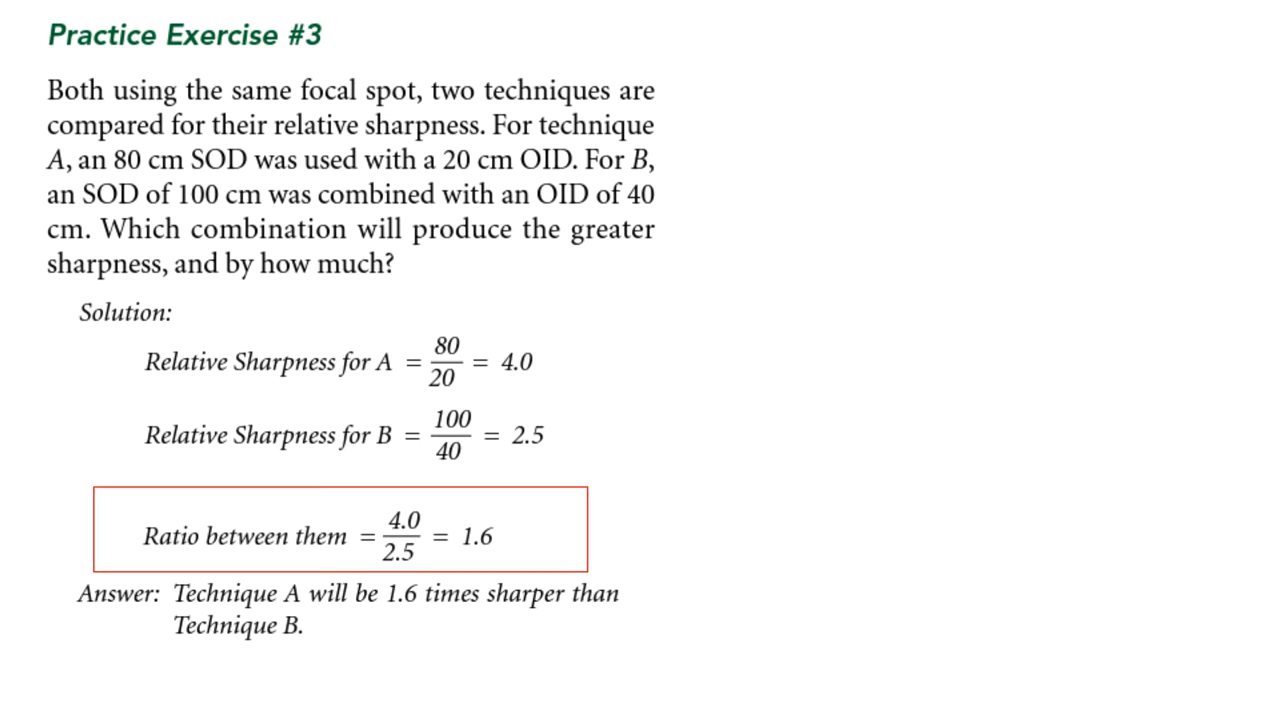 Practice Exercise #3
Both using the same focal spot, two techniques are
compared for their relative sharpness. For technique
A, an 80 cm SOD was used with a 20 cm OID. For B,
an SOD of 100 cm was combined with an OID of 40
cm. Which combination will produce the greater
sharpness, and by how much?
Solution:
Relative Sharpness for A = 80/20 = 4.0
Relative Sharpness for B = 100/40 = 2.5
Ratio between them = 4.0/2.5 = 1.6
Answer: Technique A will be 1.6 times sharper than
Technique B.